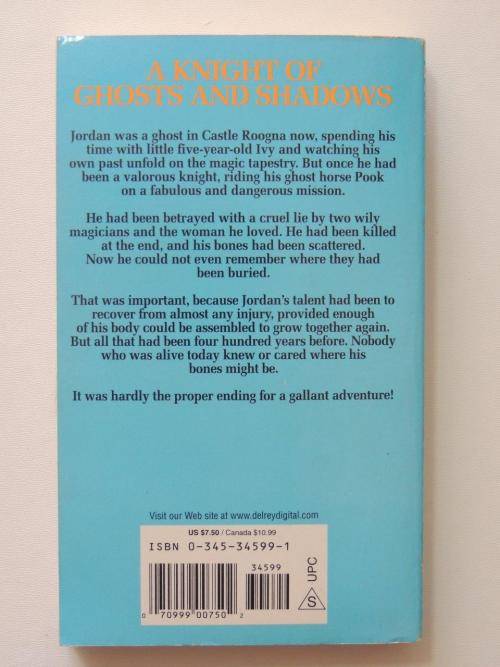 A KNIGHT OF
GHOSTS AND SHADOWS
Jordan was a ghost in Castle Roogna now, spending his
time with little five-year-old Ivy and watching his
own past unfold on the magic tapestry. But once he had
been a valorous knight, riding his ghost horse Pook
on a fabulous and dangerous mission.
He had been betrayed with a cruel lie by two wily
magicians and the woman he loved. He had been killed
at the end, and his bones had been scattered.
Now he could not even remember where they had
been buried.
That was important, because Jordan's talent had been to
recover from almost any injury, provided enough
of his body could be assembled to grow together again.
But all that had been four hundred years before. Nobody
who was alive today knew or cared where his
bones might be.
It was hardly the proper ending for a gallant adventure!
Visit our Web site at www.delreydigital.com
US $7.50 / Canada $10.99
ISBN 0-345-34599-1
34599
UPC
S
0 70999 00750 2